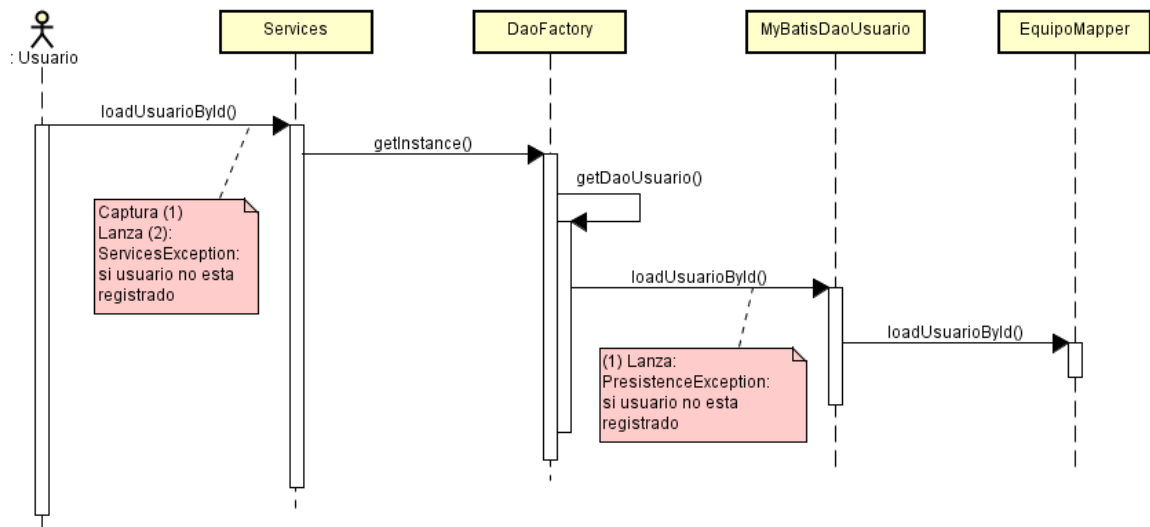 Services
DaoFactory
MyBatisDaoUsuario
EquipoMapper
: Usuario
loadUsuarioById()
getInstance()
getDaoUsuario()
Captura (1)
Lanza (2):
ServicesException:
si usuario no esta
registrado
loadUsuarioById()
loadUsuarioById()
(1) Lanza:
PresistenceException:
si usuario no esta
registrado